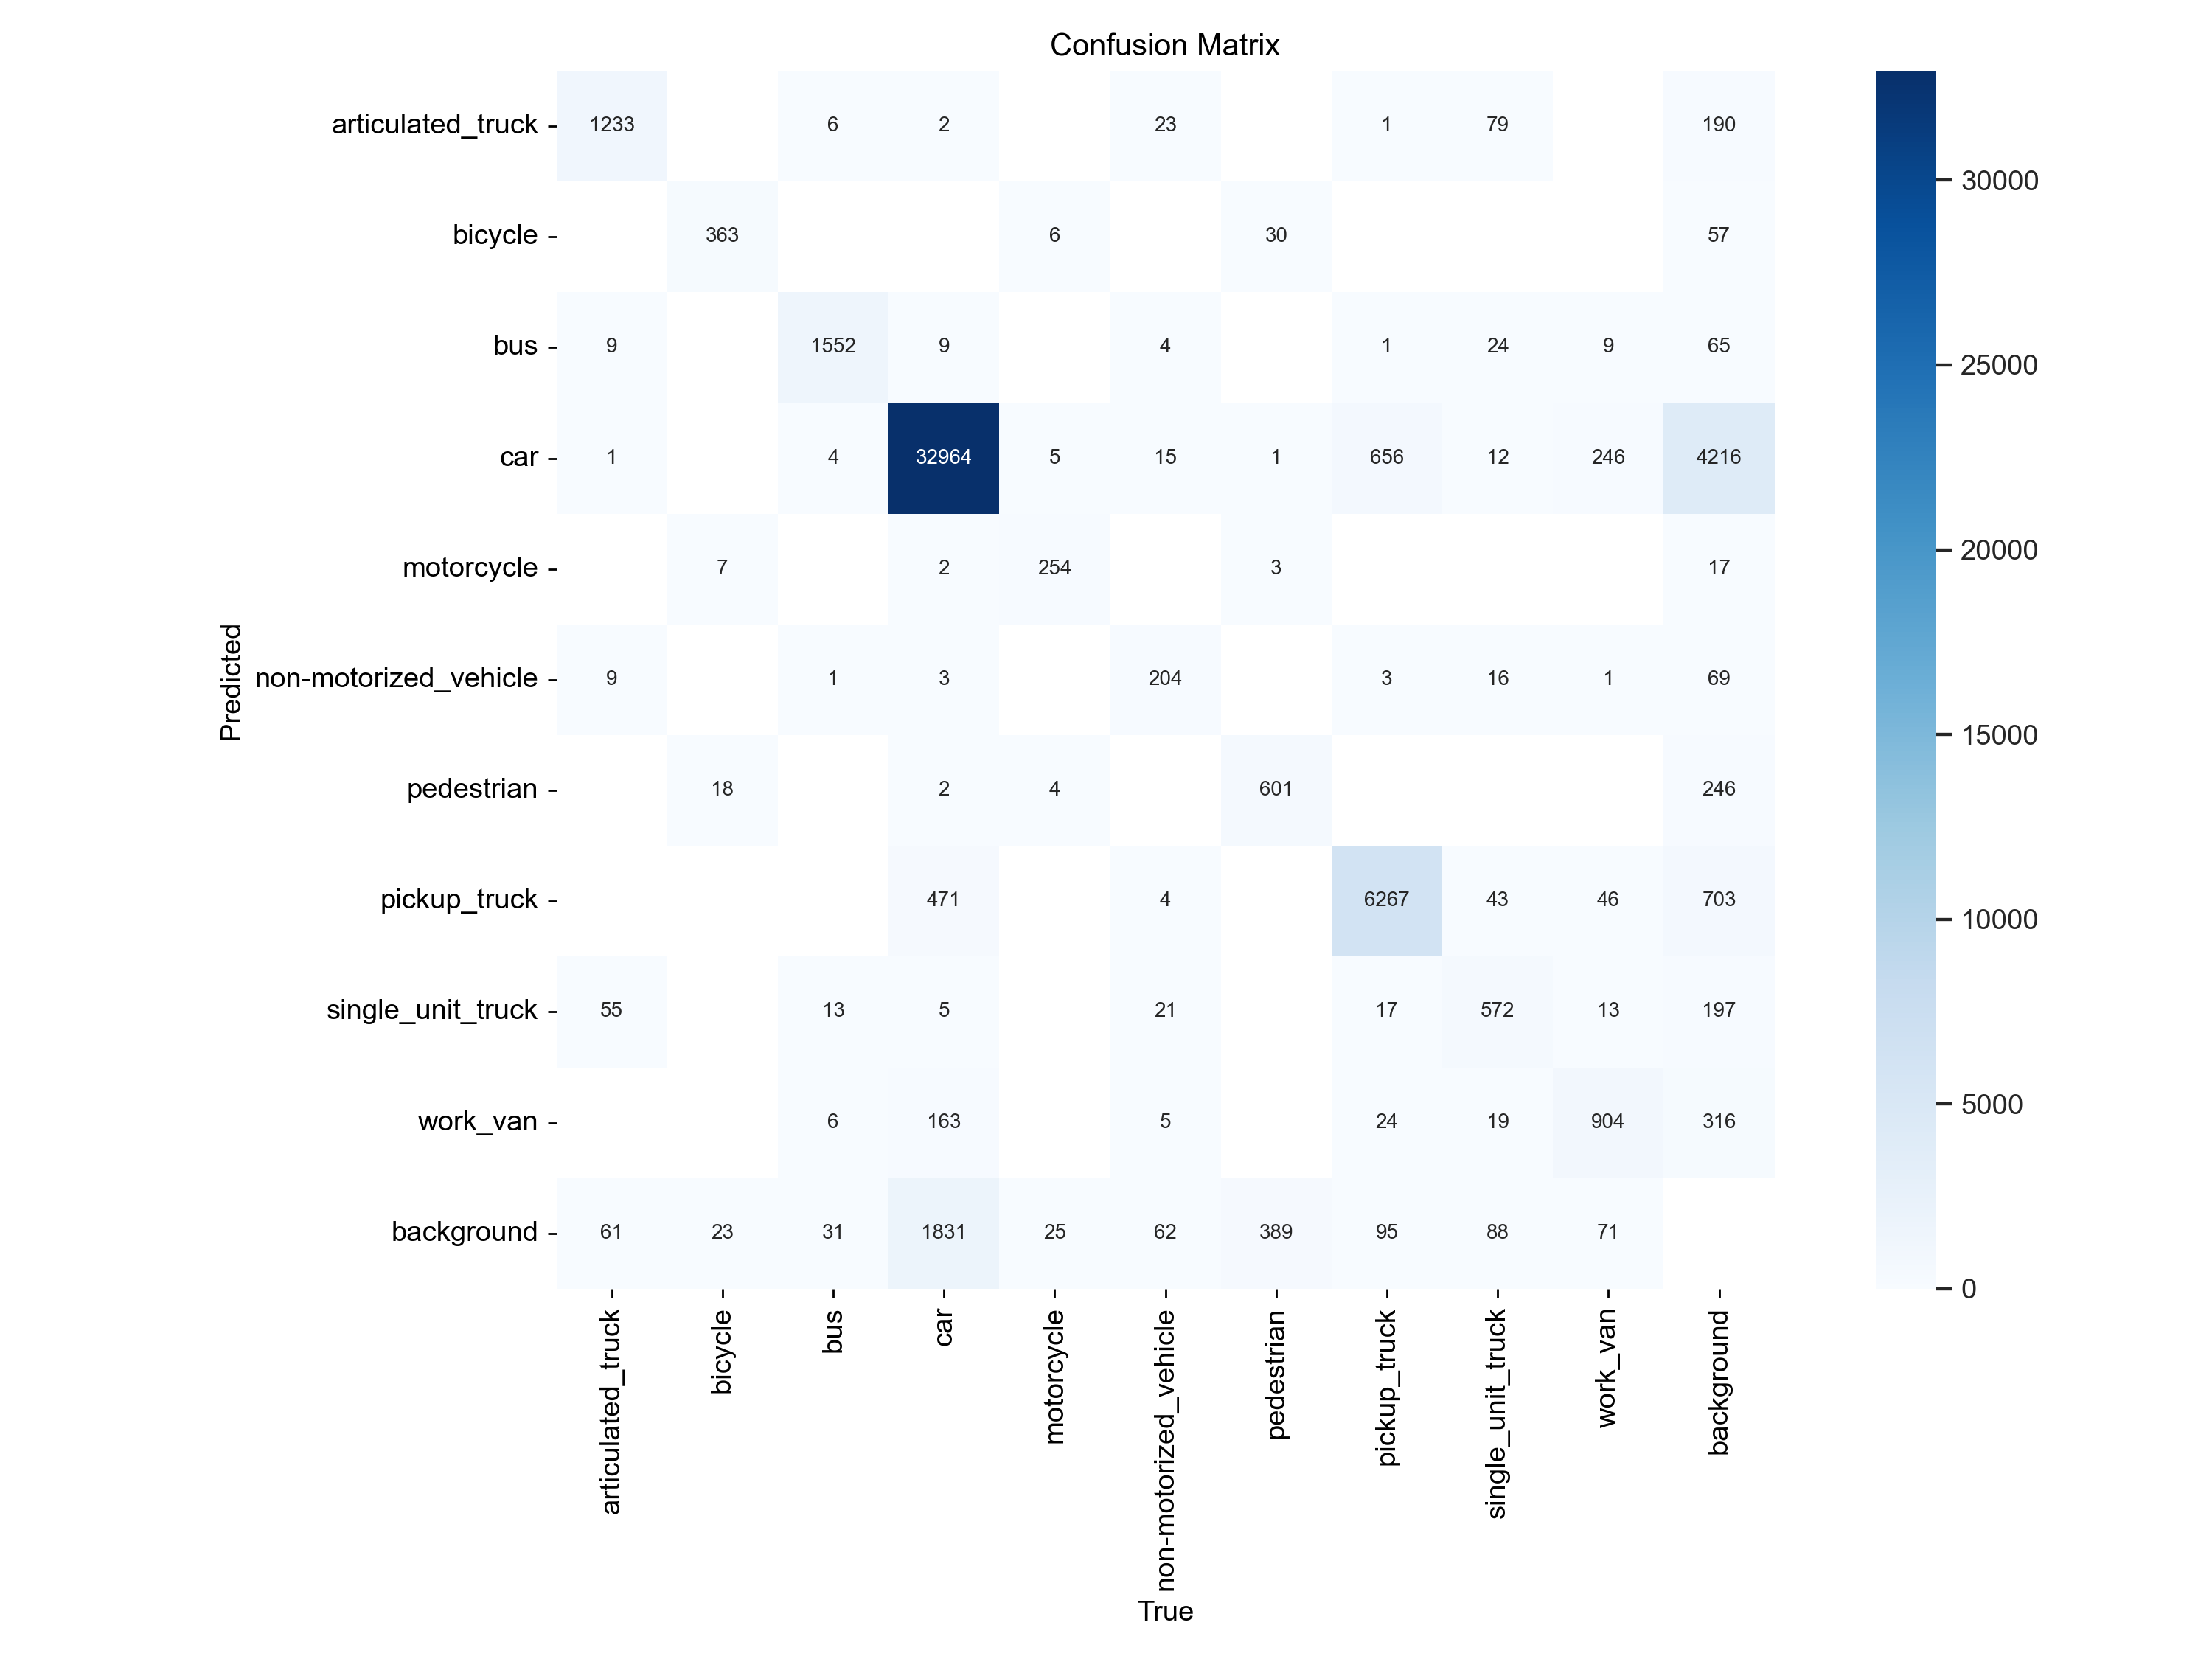 Confusion Matrix
articulated_truck 1233 6 2 23 1 79 190
bicycle 363 6 30 57
bus 9 1552 9 4 1 24 9 65
car 1 4 32964 5 15 1 656 12 246 4216
motorcycle 7 2 254 3 17
non-motorized_vehicle 9 1 3 204 3 16 1 69
pedestrian 18 2 4 601 246
pickup_truck 471 4 6267 43 46 703
single_unit_truck 55 13 5 21 17 572 13 197
work_van 6 163 5 24 19 904 316
background 61 23 31 1831 25 62 389 95 88 71
Predicted
articulated_truck
bicycle
bus
car
motorcycle
non-motorized_vehicle
pedestrian
pickup_truck
single_unit_truck
work_van
background
True
30000
25000
20000
15000
10000
5000
0